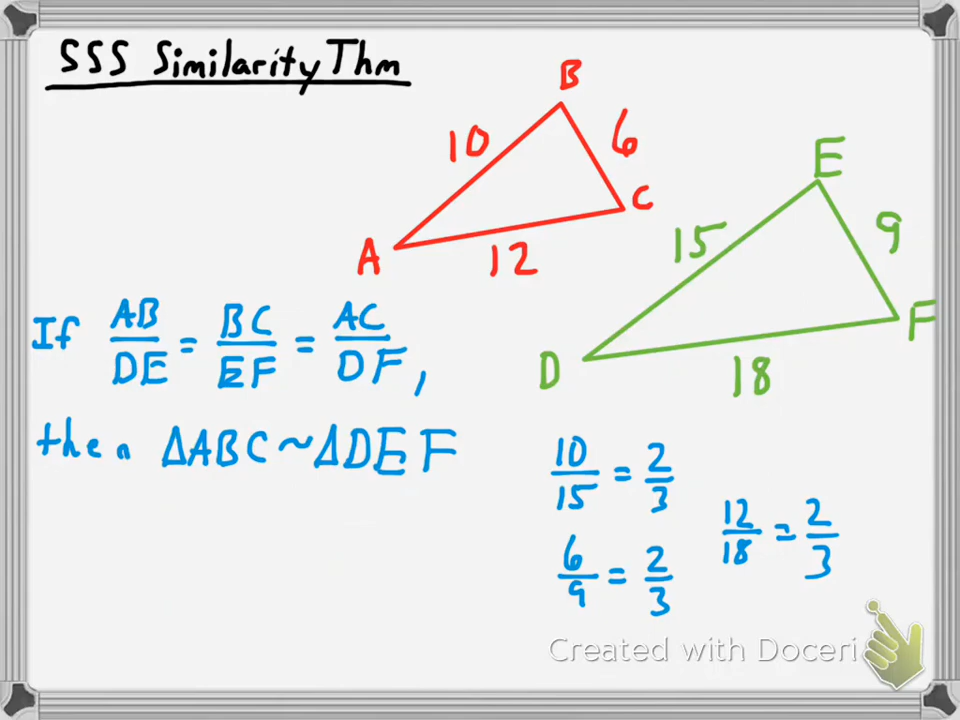 SSS Similarity Thm
B
10
6
C
A
12
E
15
9
F
D
18
If AB/DE = BC/EF = AC/DF,
then ΔABC~ΔDEF
10/15 = 2/3
12/18 = 2/3
6/9 = 2/3
Created with Doceri